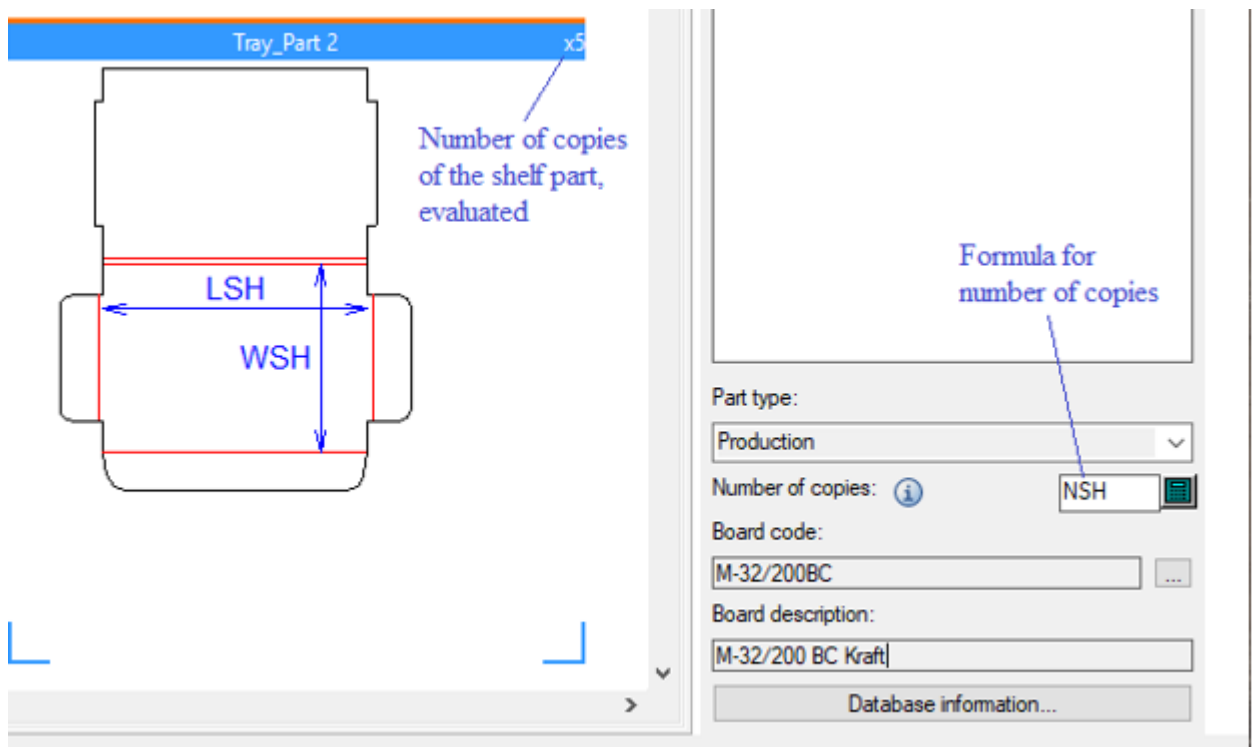 Tray_Part 2
x5
Number of copies
of the shelf part,
evaluated
LSH
WSH
Formula for
number of copies
Part type:
Production
Number of copies:
NSH
Board code:
M-32/200BC
...
Board description:
M-32/200 BC Kraft
Database information...